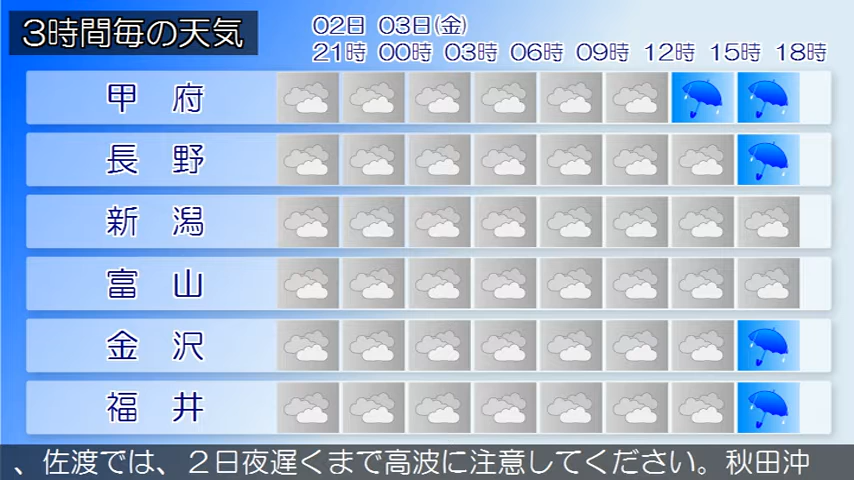 3時間毎の天気
02日 03日(金)
21時 00時 03時 06時 09時 12時 15時 18時
甲 府
長 野
新 潟
富 山
金 沢
福 井
、佐渡では、２日夜遅くまで高波に注意してください。秋田沖